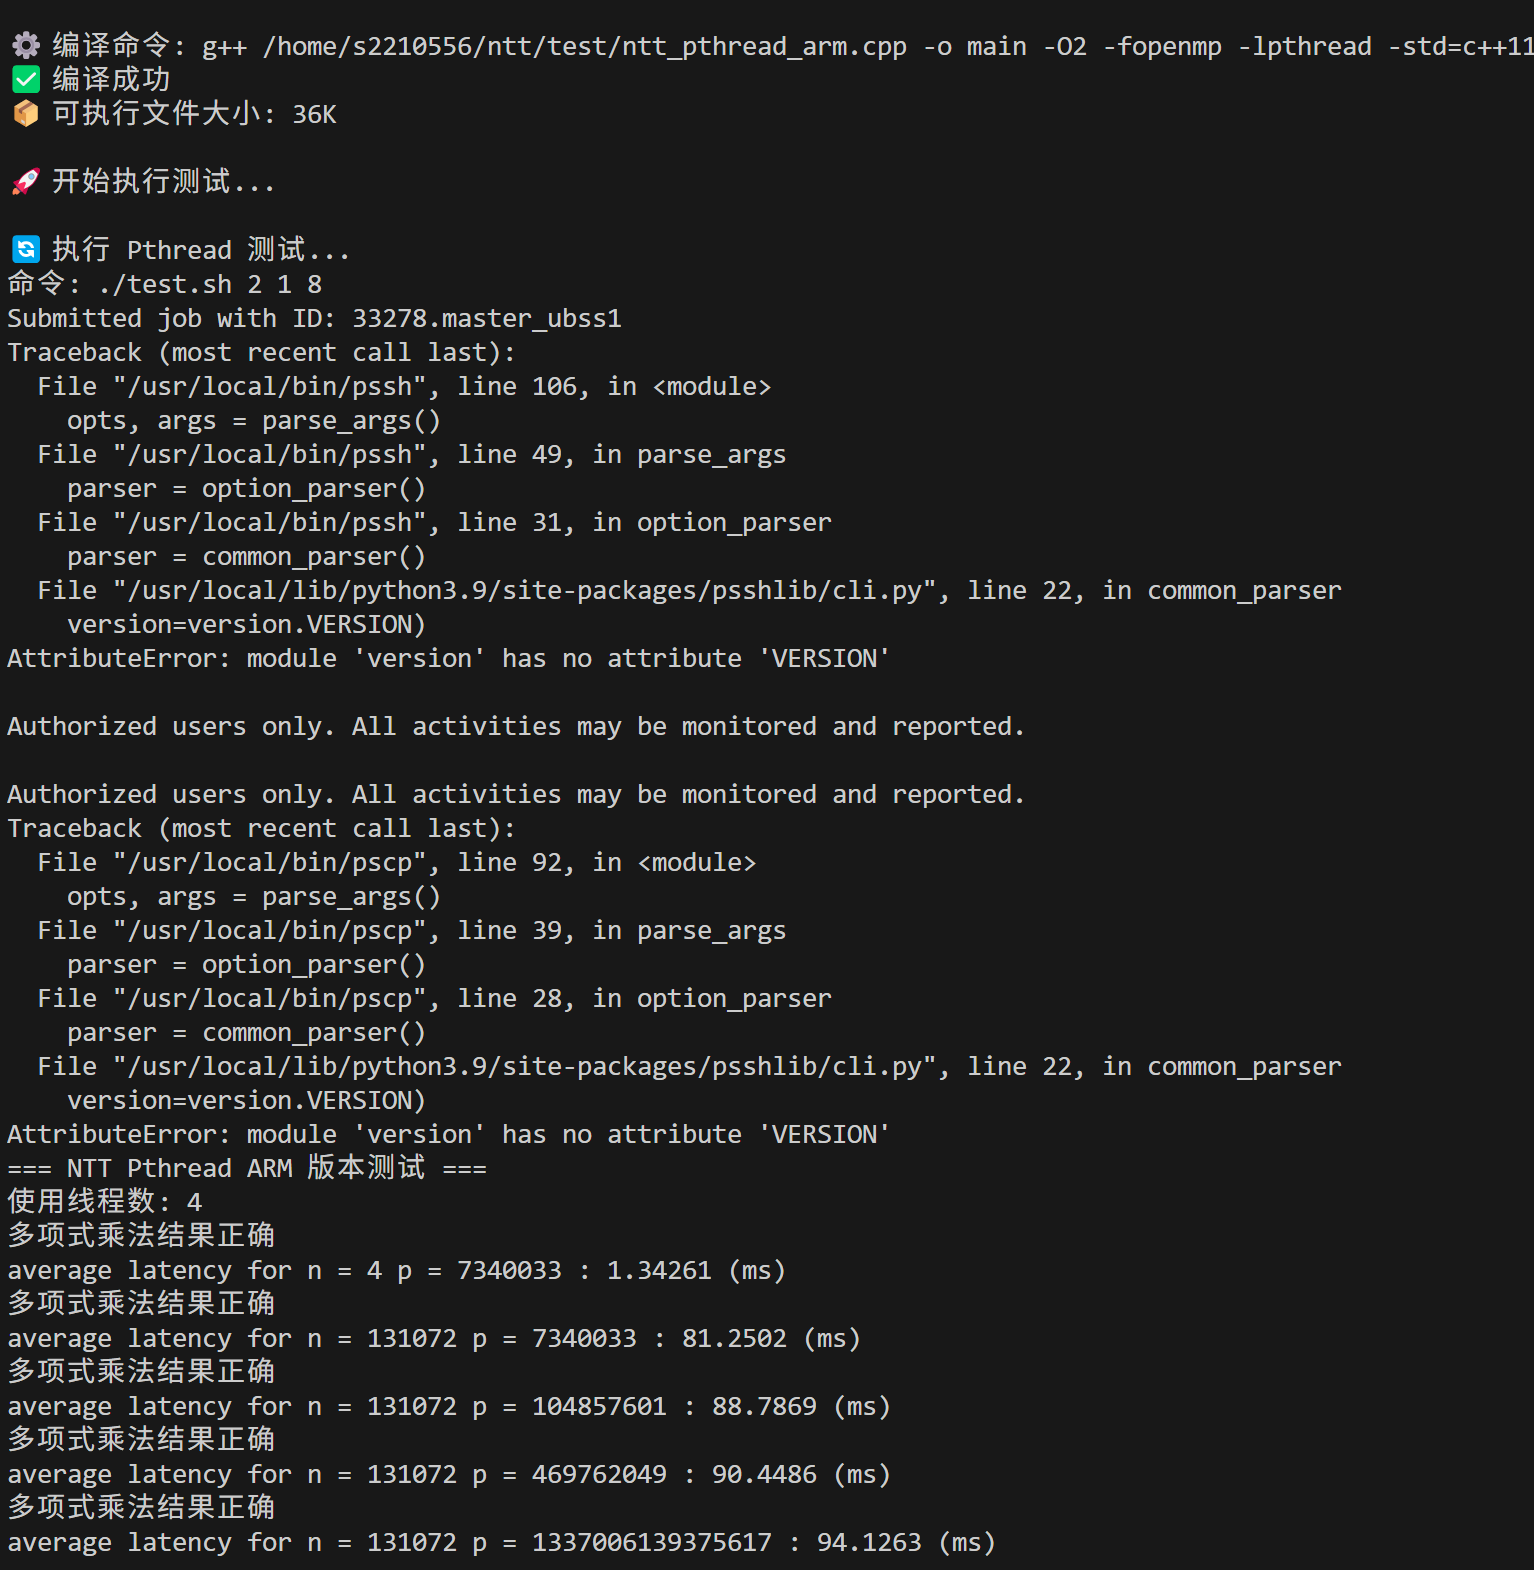 ⚙️ 编译命令: g++ /home/s2210556/ntt/test/ntt_pthread_arm.cpp -o main -O2 -fopenmp -lpthread -std=c++11
✅ 编译成功
📦 可执行文件大小: 36K
🚀 开始执行测试...
🔄 执行 Pthread 测试...
命令: ./test.sh 2 1 8
Submitted job with ID: 33278.master_ubss1
Traceback (most recent call last):
  File "/usr/local/bin/pssh", line 106, in <module>
    opts, args = parse_args()
  File "/usr/local/bin/pssh", line 49, in parse_args
    parser = option_parser()
  File "/usr/local/bin/pssh", line 31, in option_parser
    parser = common_parser()
  File "/usr/local/lib/python3.9/site-packages/psshlib/cli.py", line 22, in common_parser
    version=version.VERSION)
AttributeError: module 'version' has no attribute 'VERSION'
Authorized users only. All activities may be monitored and reported.
Authorized users only. All activities may be monitored and reported.
Traceback (most recent call last):
  File "/usr/local/bin/pscp", line 92, in <module>
    opts, args = parse_args()
  File "/usr/local/bin/pscp", line 39, in parse_args
    parser = option_parser()
  File "/usr/local/bin/pscp", line 28, in option_parser
    parser = common_parser()
  File "/usr/local/lib/python3.9/site-packages/psshlib/cli.py", line 22, in common_parser
    version=version.VERSION)
AttributeError: module 'version' has no attribute 'VERSION'
=== NTT Pthread ARM 版本测试 ===
使用线程数: 4
多项式乘法结果正确
average latency for n = 4 p = 7340033 : 1.34261 (ms)
多项式乘法结果正确
average latency for n = 131072 p = 7340033 : 81.2502 (ms)
多项式乘法结果正确
average latency for n = 131072 p = 104857601 : 88.7869 (ms)
多项式乘法结果正确
average latency for n = 131072 p = 469762049 : 90.4486 (ms)
多项式乘法结果正确
average latency for n = 131072 p = 1337006139375617 : 94.1263 (ms)